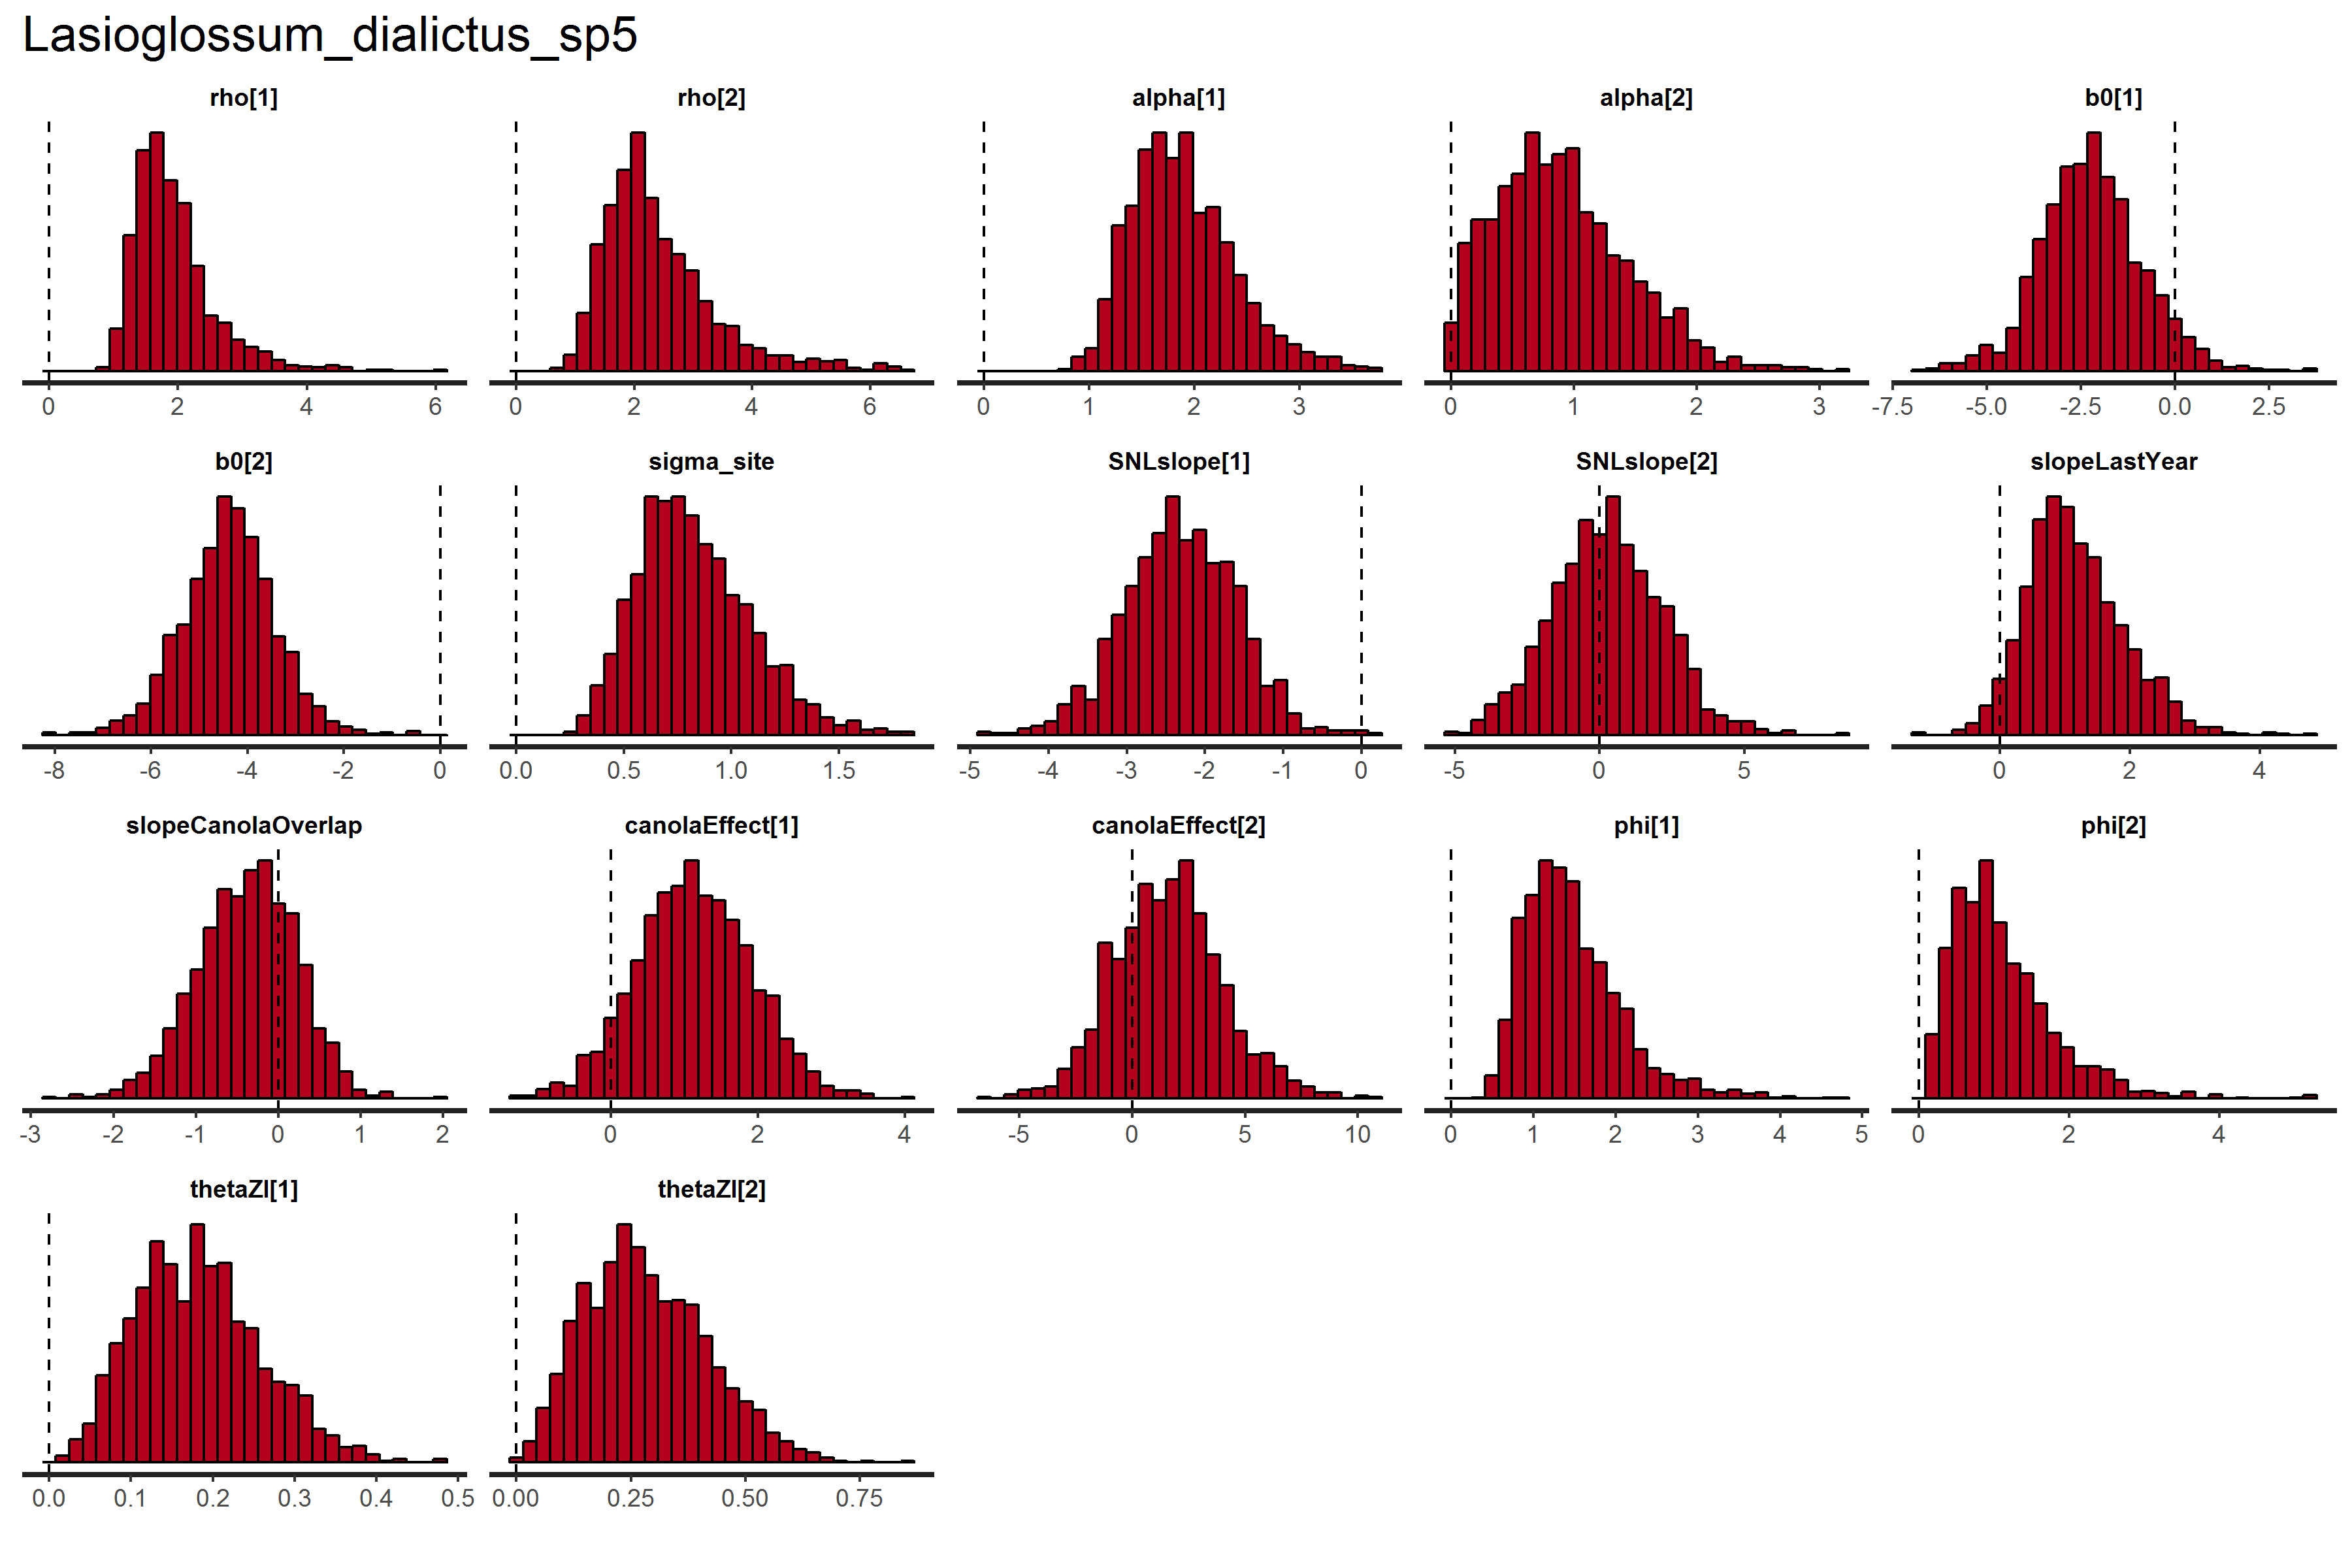 Lasioglossum_dialictus_sp5
rho[1] rho[2] alpha[1] alpha[2] b0[1]
0 2 4 6 0 2 4 6 0 1 2 3 0 1 2 3 -7.5 -5.0 -2.5 0.0 2.5
b0[2] sigma_site SNLslope[1] SNLslope[2] slopeLastYear
-8 -6 -4 -2 0 0.0 0.5 1.0 1.5 -5 -4 -3 -2 -1 0 -5 0 5 0 2 4
slopeCanolaOverlap canolaEffect[1] canolaEffect[2] phi[1] phi[2]
-3 -2 -1 0 1 2 0 2 4 -5 0 5 10 0 1 2 3 4 5 0 2 4
thetaZI[1] thetaZI[2]
0.0 0.1 0.2 0.3 0.4 0.5 0.00 0.25 0.50 0.75